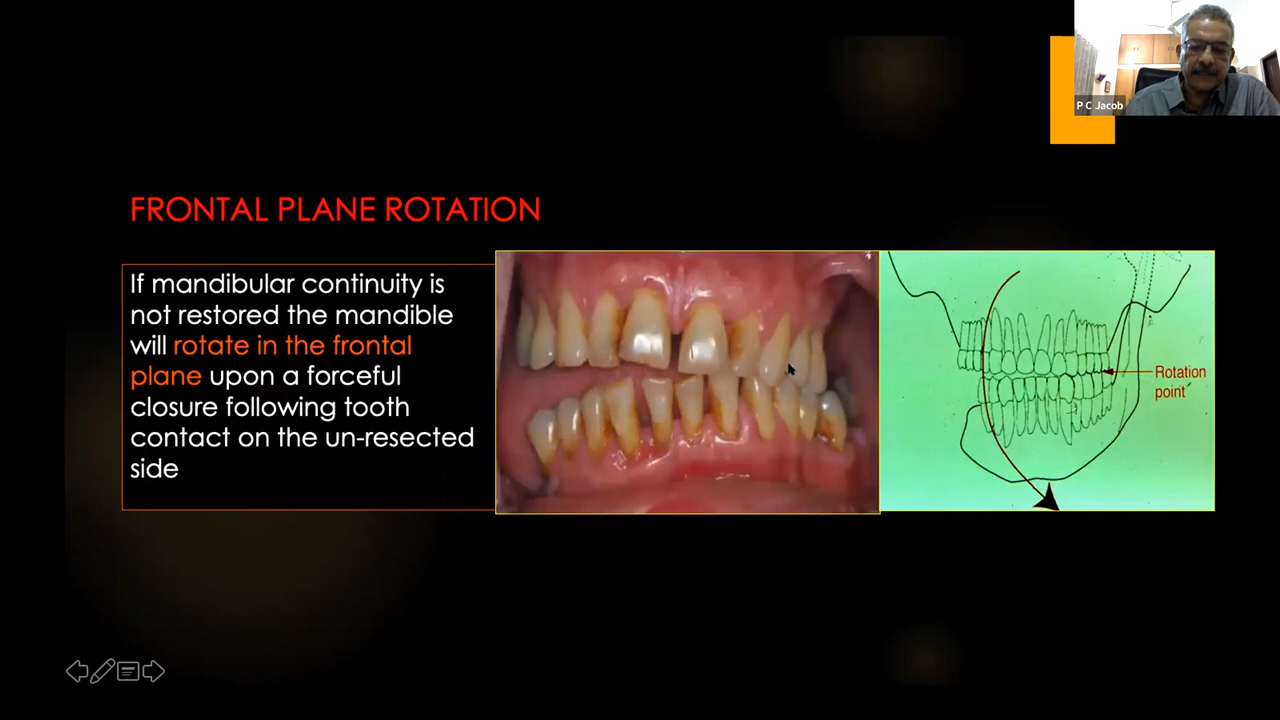 P C Jacob
FRONTAL PLANE ROTATION
If mandibular continuity is
not restored the mandible
will rotate in the frontal
plane upon a forceful
closure following tooth
contact on the un-resected
side
Rotation
point